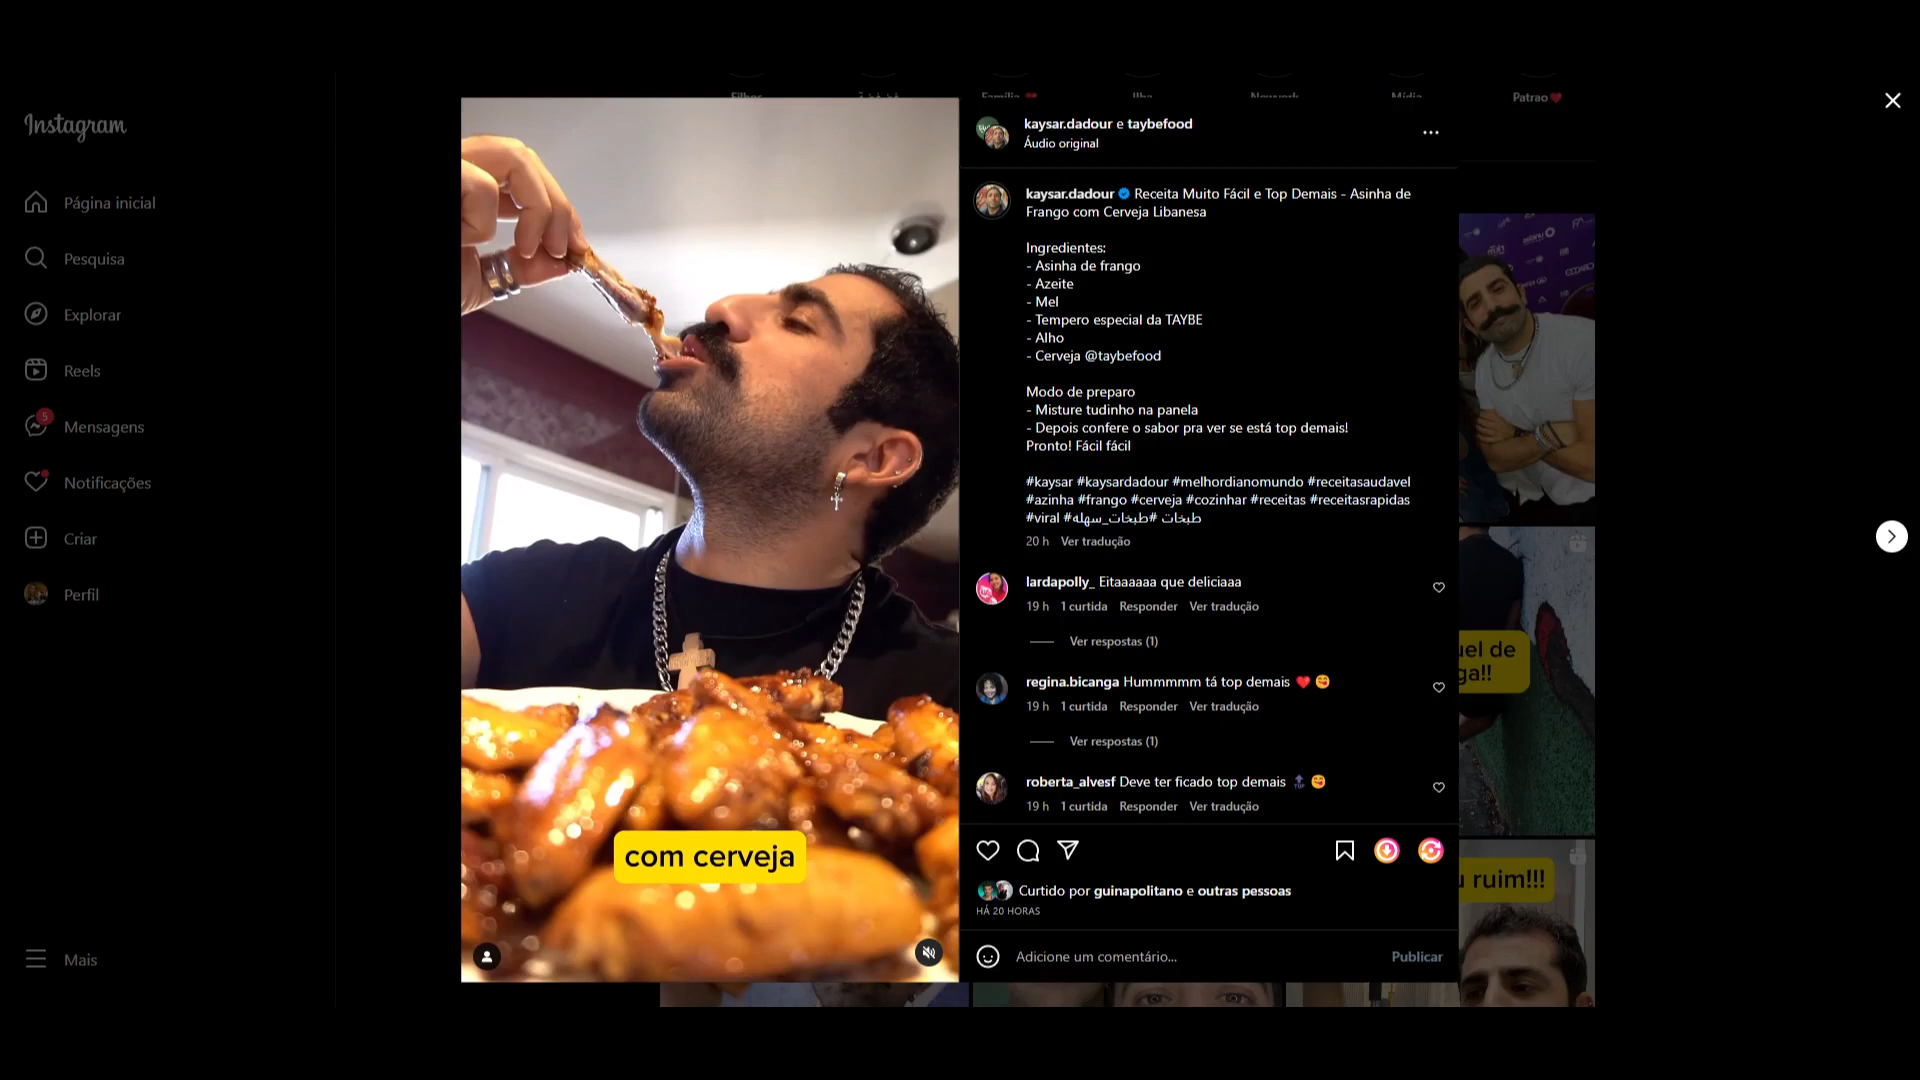 Instagram
Página inicial
Pesquisa
Explorar
Reels
5
Mensagens
Notificações
Criar
Perfil
Mais
Patrao❤️
com cerveja
kaysar.dadour e taybefood
Áudio original
kaysar.dadour Receita Muito Fácil e Top Demais - Asinha de
Frango com Cerveja Libanesa
Ingredientes:
- Asinha de frango
- Azeite
- Mel
- Tempero especial da TAYBE
- Alho
- Cerveja @taybefood
Modo de preparo
- Misture tudinho na panela
- Depois confere o sabor pra ver se está top demais!
Pronto! Fácil fácil
#kaysar #kaysardadour #melhordianomundo #receitasaudavel
#azinha #frango #cerveja #cozinhar #receitas #receitasrapidas
#viral #طبخات #طبخات_سهله
20 h Ver tradução
lardapolly_ Eitaaaaaa que deliciaaa
19 h 1 curtida Responder Ver tradução
Ver respostas (1)
regina.bicanga Hummmmm tá top demais ❤️ 😋
19 h 1 curtida Responder Ver tradução
Ver respostas (1)
roberta_alvesf Deve ter ficado top demais 🔝 😋
19 h 1 curtida Responder Ver tradução
Curtido por guinapolitano e outras pessoas
HÁ 20 HORAS
Adicione um comentário...
Publicar
uel de
ga!!
u ruim!!!